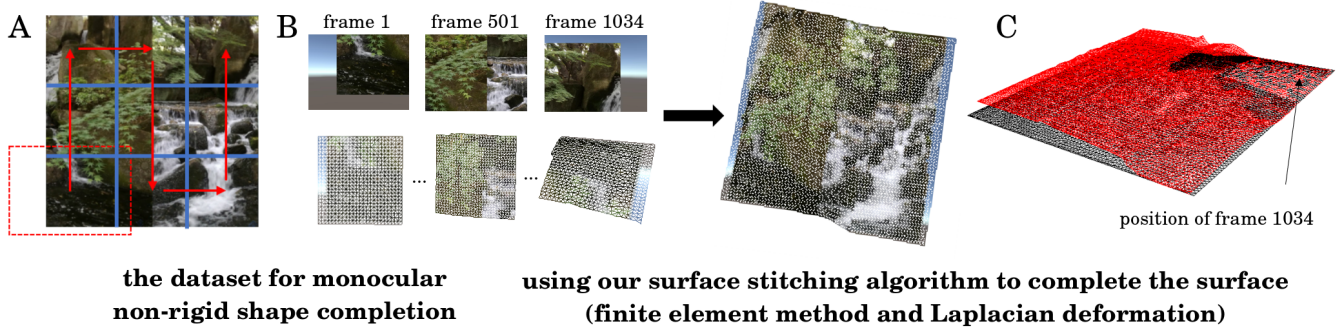 A
B
frame 1
frame 501
frame 1034
C
...
...
position of frame 1034
the dataset for monocular
non-rigid shape completion
using our surface stitching algorithm to complete the surface
(finite element method and Laplacian deformation)